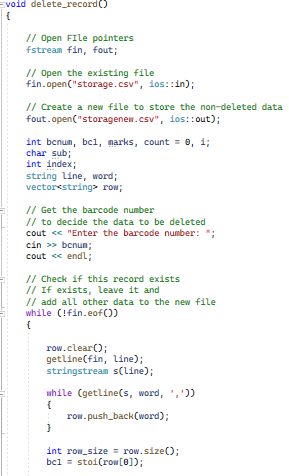 void delete_record()
{
// Open FIle pointers
fstream fin, fout;
// Open the existing file
fin.open("storage.csv", ios::in);
// Create a new file to store the non-deleted data
fout.open("storagenew.csv", ios::out);
int bcnum, bc1, marks, count = 0, i;
char sub;
int index;
string line, word;
vector<string> row;
// Get the barcode number
// to decide the data to be deleted
cout << "Enter the barcode number: ";
cin >> bcnum;
cout << endl;
// Check if this record exists
// If exists, leave it and
// add all other data to the new file
while (!fin.eof())
{
row.clear();
getline(fin, line);
stringstream s(line);
while (getline(s, word, ','))
{
row.push_back(word);
}
int row_size = row.size();
bc1 = stoi(row[0]);